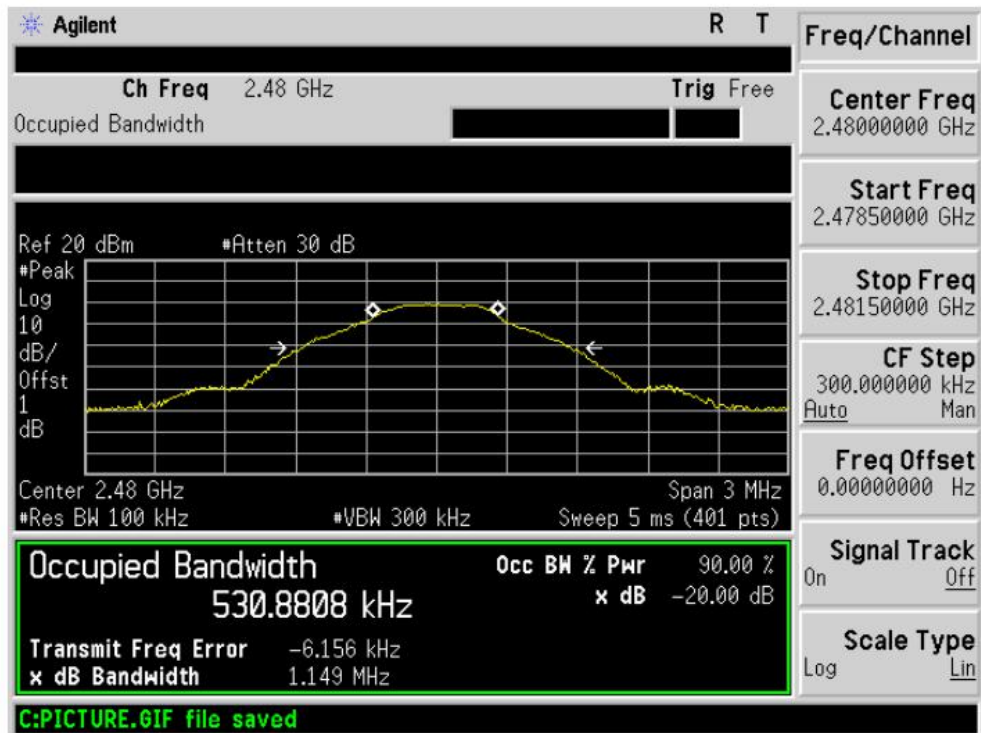 Agilent
R T
Ch Freq 2.48 GHz
Trig Free
Occupied Bandwidth
Ref 20 dBm
#Atten 30 dB
#Peak
Log
10
dB/
Offst
1
dB
Center 2.48 GHz
Span 3 MHz
#Res BW 100 kHz
#VBW 300 kHz
Sweep 5 ms (401 pts)
Occupied Bandwidth
530.8808 kHz
Occ BW % Pwr 90.00 %
x dB -20.00 dB
Transmit Freq Error -6.156 kHz
x dB Bandwidth 1.149 MHz
C:PICTURE.GIF file saved
Freq/Channel
Center Freq
2.48000000 GHz
Start Freq
2.47850000 GHz
Stop Freq
2.48150000 GHz
CF Step
300.000000 kHz
Auto Man
Freq Offset
0.00000000 Hz
Signal Track
On Off
Scale Type
Log Lin